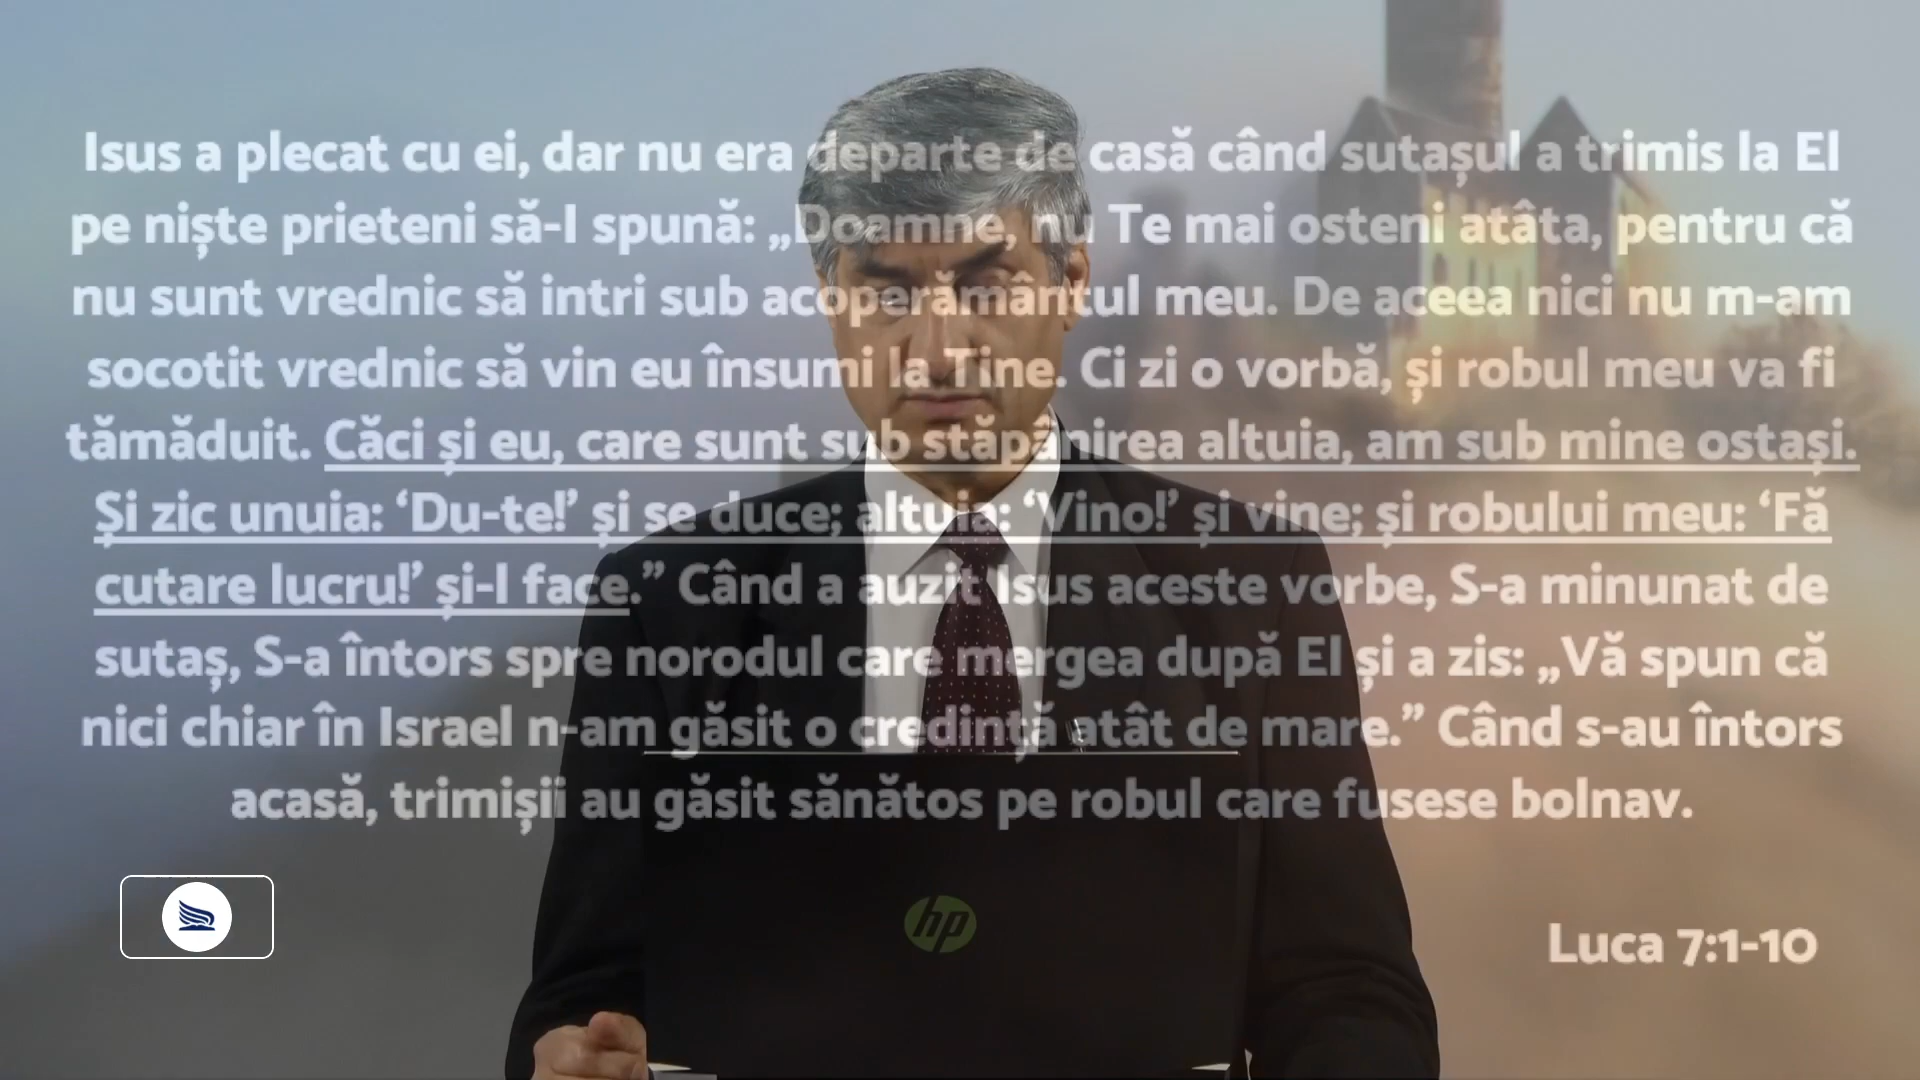 Isus a plecat cu ei, dar nu era departe de casă când sutașul a trimis la El
pe niște prieteni să-I spună: „Doamne, nu Te mai osteni atâta, pentru că
nu sunt vrednic să intri sub acoperământul meu. De aceea nici nu m-am
socotit vrednic să vin eu însumi la Tine. Ci zi o vorbă, și robul meu va fi
tămăduit. Căci și eu, care sunt sub stăpânirea altuia, am sub mine ostași.
Și zic unuia: ‘Du-te!’ și se duce; altuia: ‘Vino!’ și vine; și robului meu: ‘Fă
cutare lucru!’ și-l face.” Când a auzit Isus aceste vorbe, S-a minunat de
sutaș, S-a întors spre norodul care mergea după El și a zis: „Vă spun că
nici chiar în Israel n-am găsit o credință atât de mare.” Când s-au întors
acasă, trimișii au găsit sănătos pe robul care fusese bolnav.
hp
Luca 7:1-10